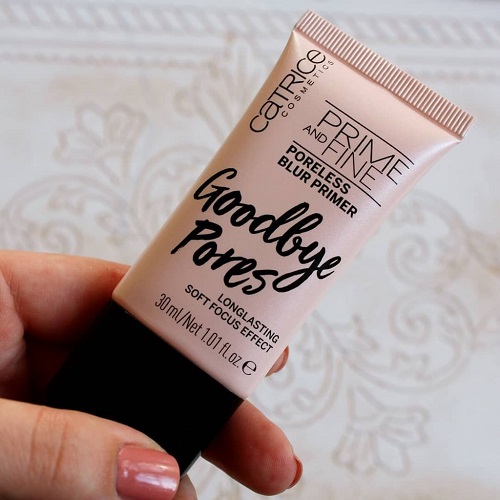 CATRICE
COSMETICS
PRIME
AND FINE
PORELESS
BLUR PRIMER
Goodbye
Pores
LONGLASTING
SOFT FOCUS EFFECT
30 ml/Net 1.01 fl.oz. ℮